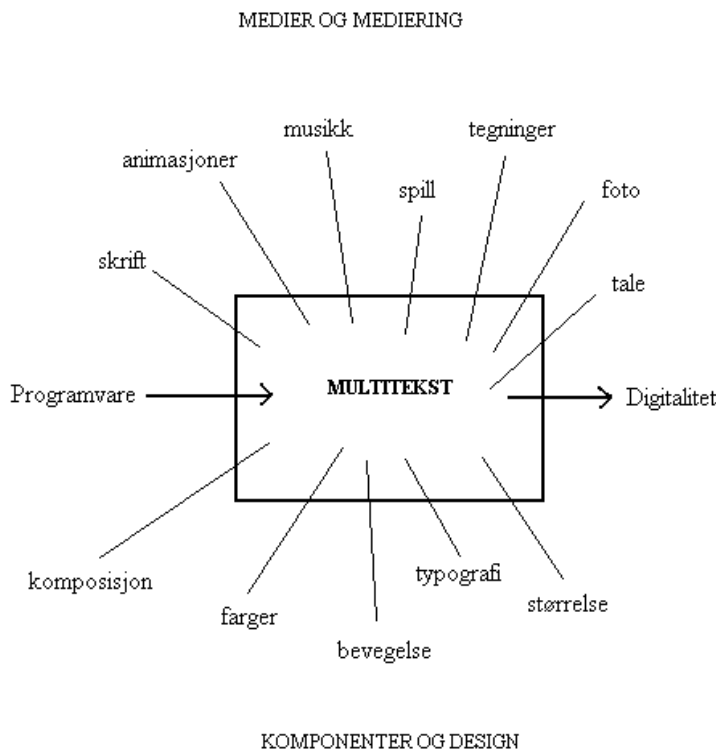 MEDIER OG MEDIERING
musikk
tegninger
animasjoner
spill
foto
skrift
tale
Programvare
MULTITEKST
Digitalitet
komposisjon
farger
bevegelse
typografi
størrelse
KOMPONENTER OG DESIGN